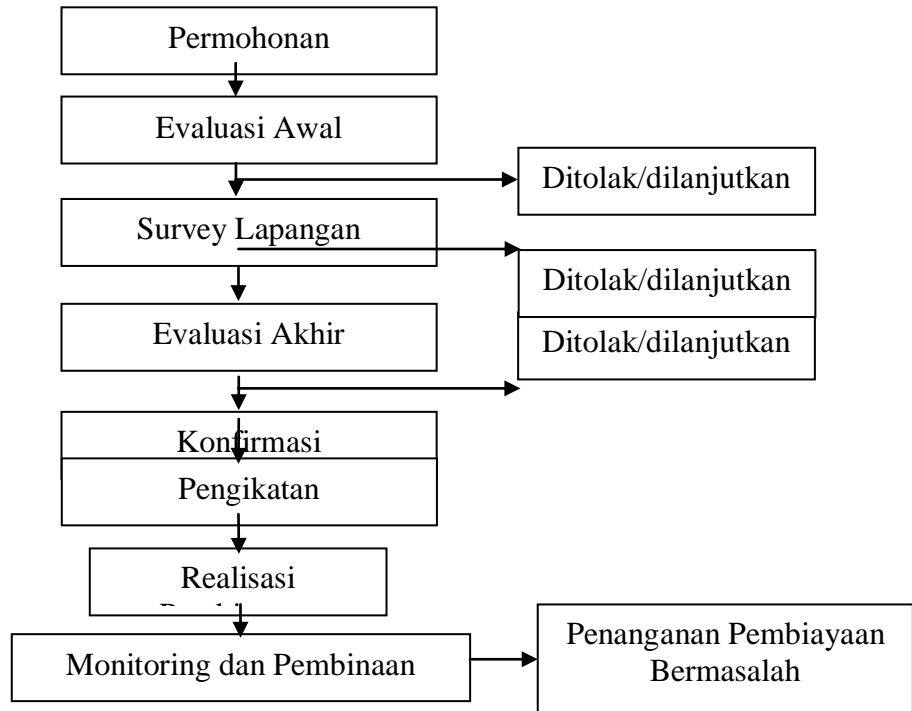 Permohonan
Evaluasi Awal
Ditolak/dilanjutkan
Survey Lapangan
Ditolak/dilanjutkan
Evaluasi Akhir
Ditolak/dilanjutkan
Konfirmasi
Pengikatan
Realisasi
Monitoring dan Pembinaan
Penanganan Pembiayaan
Bermasalah